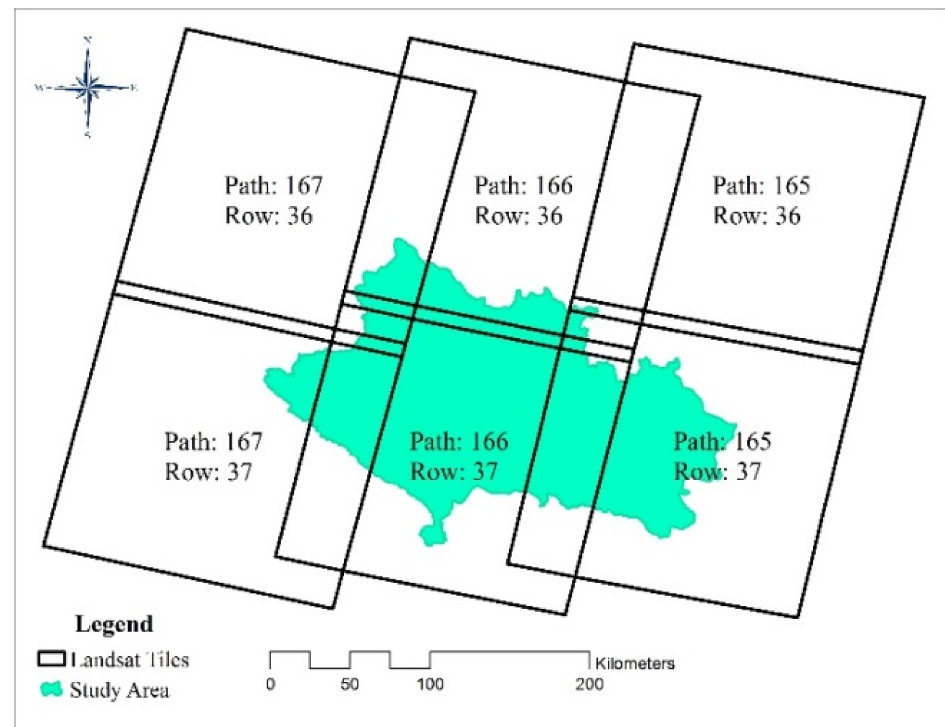 N
W E
S
Path: 167
Row: 36
Path: 166
Row: 36
Path: 165
Row: 36
Path: 167
Row: 37
Path: 166
Row: 37
Path: 165
Row: 37
Legend
Landsat Tiles
Study Area
Kilometers
0 50 100 200